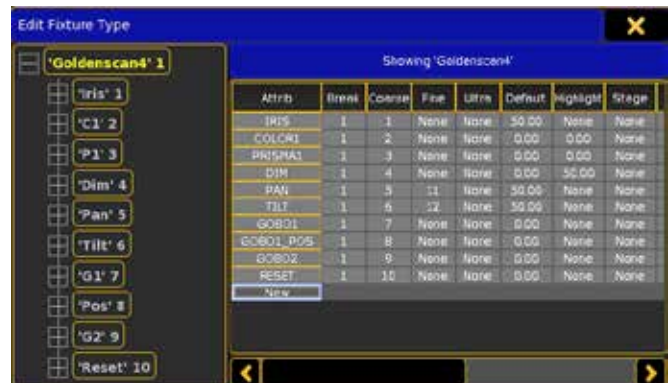 Edit Fixture Type
'Goldenscan4' 1
'Iris' 1
'C1' 2
'P1' 3
'Dim' 4
'Pan' 5
'Tilt' 6
'G1' 7
'Pos' 8
'G2' 9
'Reset' 10
Showing 'Goldenscan4'
Attrib Break Coarse Fine Ultra Default Highlight Stage
IRIS 1 1 None None 50.00 None None
COLOR1 1 2 None None 0.00 0.00 None
PRISMA1 1 3 None None 0.00 0.00 None
DIM 1 4 None None 0.00 50.00 None
PAN 1 5 11 None 50.00 None None
TILT 1 6 12 None 50.00 None None
GOBO1 1 7 None None 0.00 None None
GOBO1_POS 1 8 None None 0.00 None None
GOBO2 1 9 None None 0.00 None None
RESET 1 10 None None 0.00 None None
New